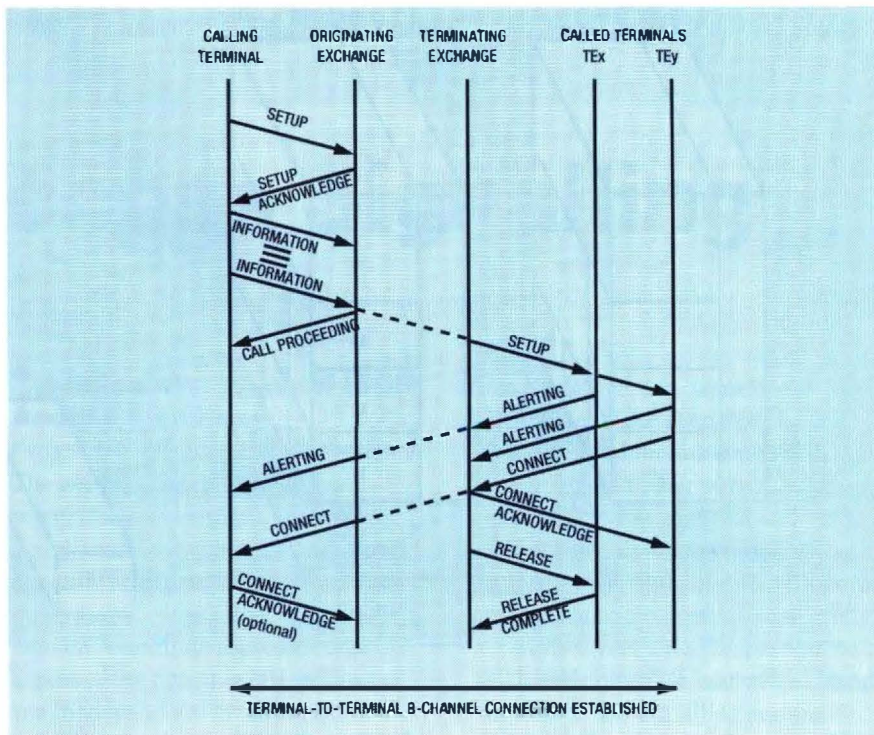 CALLING TERMINAL
ORIGINATING EXCHANGE
TERMINATING EXCHANGE
CALLED TERMINALS
TEx
TEy
SETUP
SETUP
ACKNOWLEDGE
INFORMATION
INFORMATION
CALL PROCEEDING
SETUP
ALERTING
ALERTING
ALERTING
CONNECT
CONNECT
ACKNOWLEDGE
CONNECT
RELEASE
CONNECT
ACKNOWLEDGE
(optional)
RELEASE
COMPLETE
TERMINAL-TO-TERMINAL B-CHANNEL CONNECTION ESTABLISHED